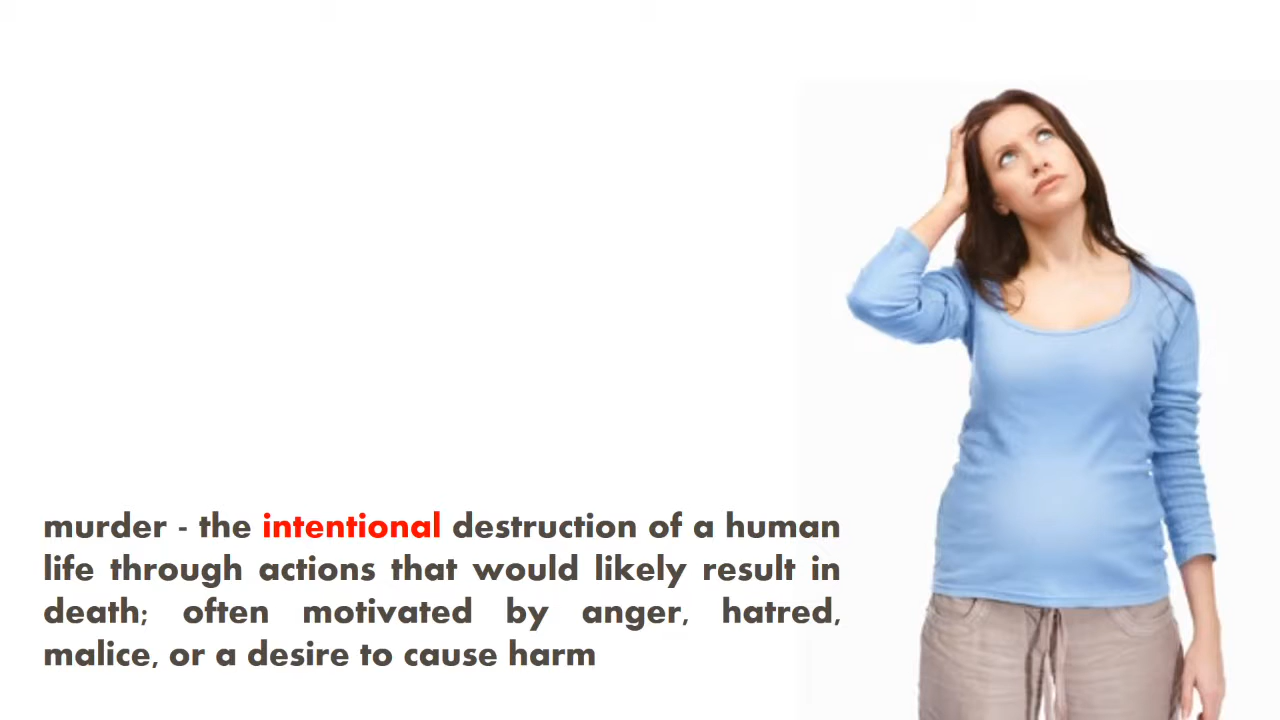 murder - the intentional destruction of a human
life through actions that would likely result in
death; often motivated by anger, hatred,
malice, or a desire to cause harm